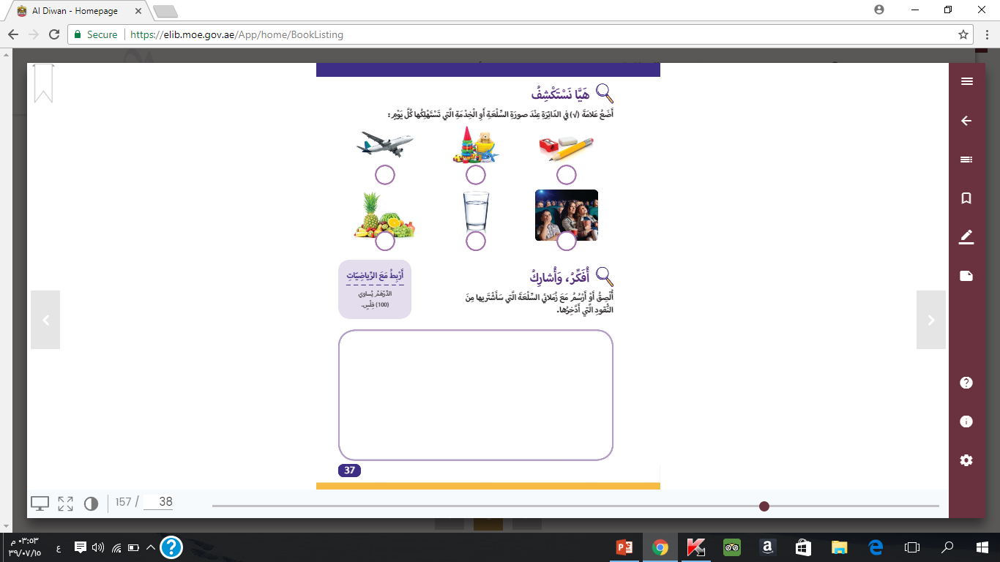 Al Diwan - Homepage
Secure
https://elib.moe.gov.ae/App/home/BookListing
هَيَّا نَسْتَكْشِفُ
أَضَعُ عَلامَةَ (√) في الدّائِرَةِ عِنْدَ صورَةِ السِّلْعَةِ أَوِ الْخِدْمَةِ الَّتي تَسْتَهْلِكُها كُلَّ يَوْمٍ :
أُفَكِّرُ، وَأُشارِكُ
أُلْصِقُ أَوْ أَرْسُمُ مَعَ زُمَلائي السِّلْعَةَ الَّتي سَأَشْتَريها مِنَ
النُّقودِ الَّتي أَدَّخِرُها.
أَرْبِطُ مَعَ الرِّياضِيّاتِ
الدِّرْهَمُ يُساوي
(100) فِلْسٍ.
37
157 / 38
٠٣:٥٣ م
٣٩/٠٧/١٥
ع